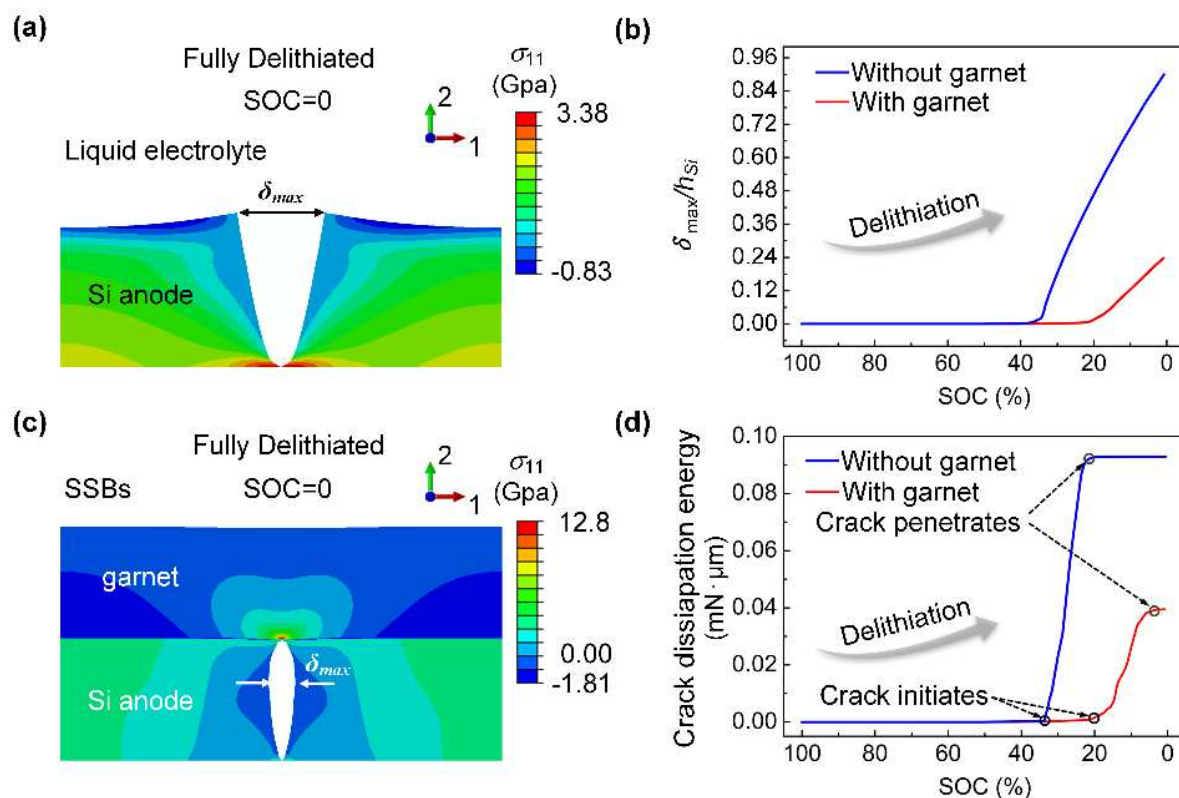 (a)
Fully Delithiated
SOC=0
σ11
(Gpa)
3.38
-0.83
2
1
Liquid electrolyte
δmax
Si anode
(b)
0.96
0.84
0.72
0.60
0.48
0.36
0.24
0.12
0.00
δmax/hSi
Without garnet
With garnet
Delithiation
100 80 60 40 20 0
SOC (%)
(c)
Fully Delithiated
SSBs SOC=0
σ11
(Gpa)
12.8
0.00
-1.81
2
1
garnet
δmax
Si anode
(d)
0.10
0.08
0.06
0.04
0.02
0.00
Crack dissiapation energy
(mN·μm)
Without garnet
With garnet
Crack penetrates
Delithiation
Crack initiates
100 80 60 40 20 0
SOC (%)